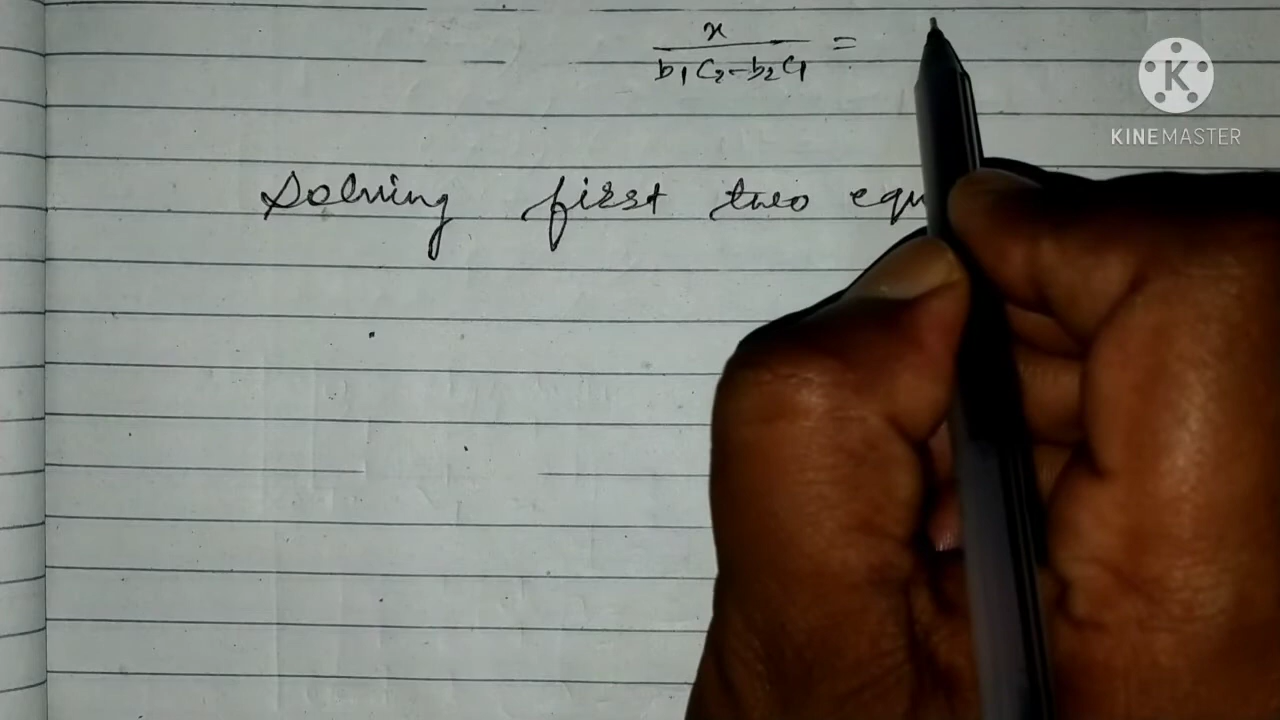 x / b₁c₂-b₂c₁ =
K
KINEMASTER
solving first two equ